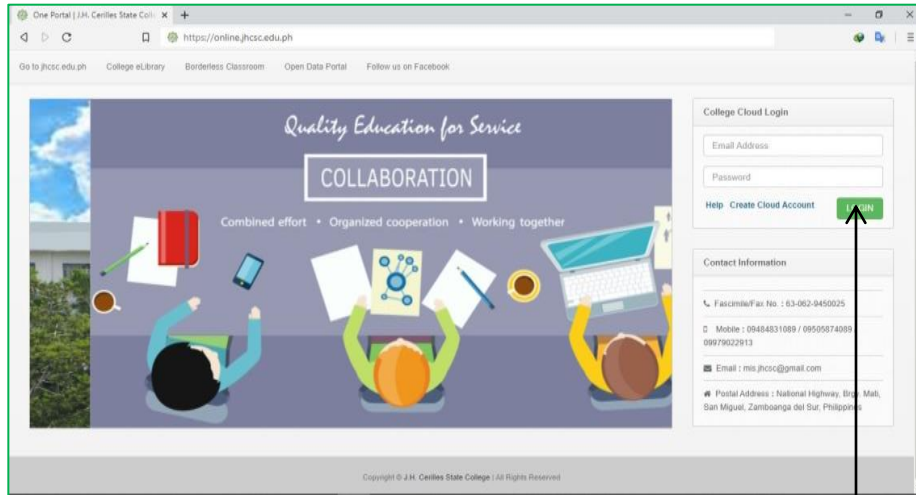 One Portal | J.H. Cerilles State Colle
https://online.jhcsc.edu.ph
Go to jhcsc.edu.ph College eLibrary Borderless Classroom Open Data Portal Follow us on Facebook
Quality Education for Service
COLLABORATION
Combined effort • Organized cooperation • Working together
College Cloud Login
Email Address
Password
Help Create Cloud Account LOGIN
Contact Information
Fascimile/Fax No. : 63-062-9450025
Mobile : 09484831089 / 09505874089
09979022913
Email : mis.jhcsc@gmail.com
Postal Address : National Highway, Brgy. Mati,
San Miguel, Zamboanga del Sur, Philippines
Copyright © J.H. Cerilles State College | All Rights Reserved